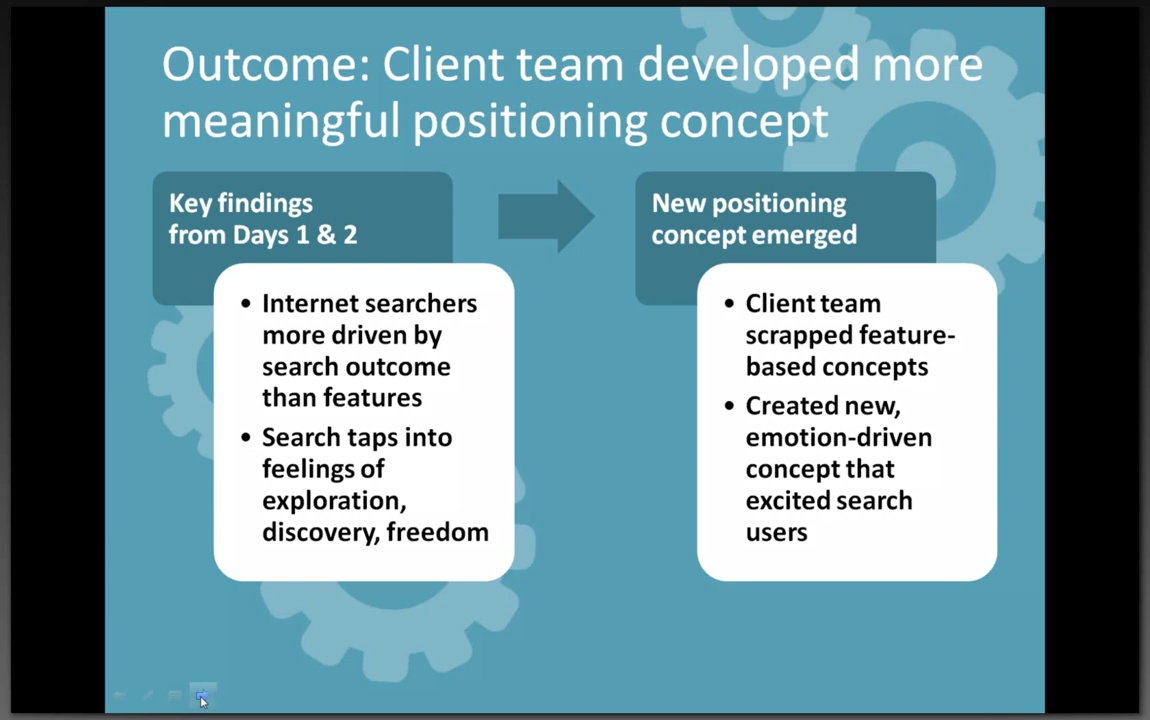 Outcome: Client team developed more
meaningful positioning concept
Key findings
from Days 1 & 2
• Internet searchers
more driven by
search outcome
than features
• Search taps into
feelings of
exploration,
discovery, freedom
New positioning
concept emerged
• Client team
scrapped feature-
based concepts
• Created new,
emotion-driven
concept that
excited search
users